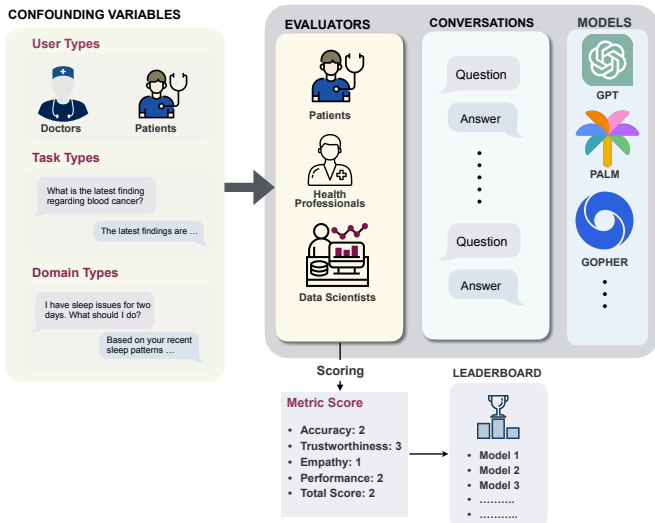 CONFOUNDING VARIABLES
User Types
Doctors
Patients
Task Types
What is the latest finding
regarding blood cancer?
The latest findings are ...
Domain Types
I have sleep issues for two
days. What should I do?
Based on your recent
sleep patterns ...
EVALUATORS
Patients
Health
Professionals
Data Scientists
CONVERSATIONS
Question
Answer
Question
Answer
MODELS
GPT
PALM
GOPHER
Scoring
Metric Score
• Accuracy: 2
• Trustworthiness: 3
• Empathy: 1
• Performance: 2
• Total Score: 2
LEADERBOARD
• Model 1
• Model 2
• Model 3
• ..........
• ...........